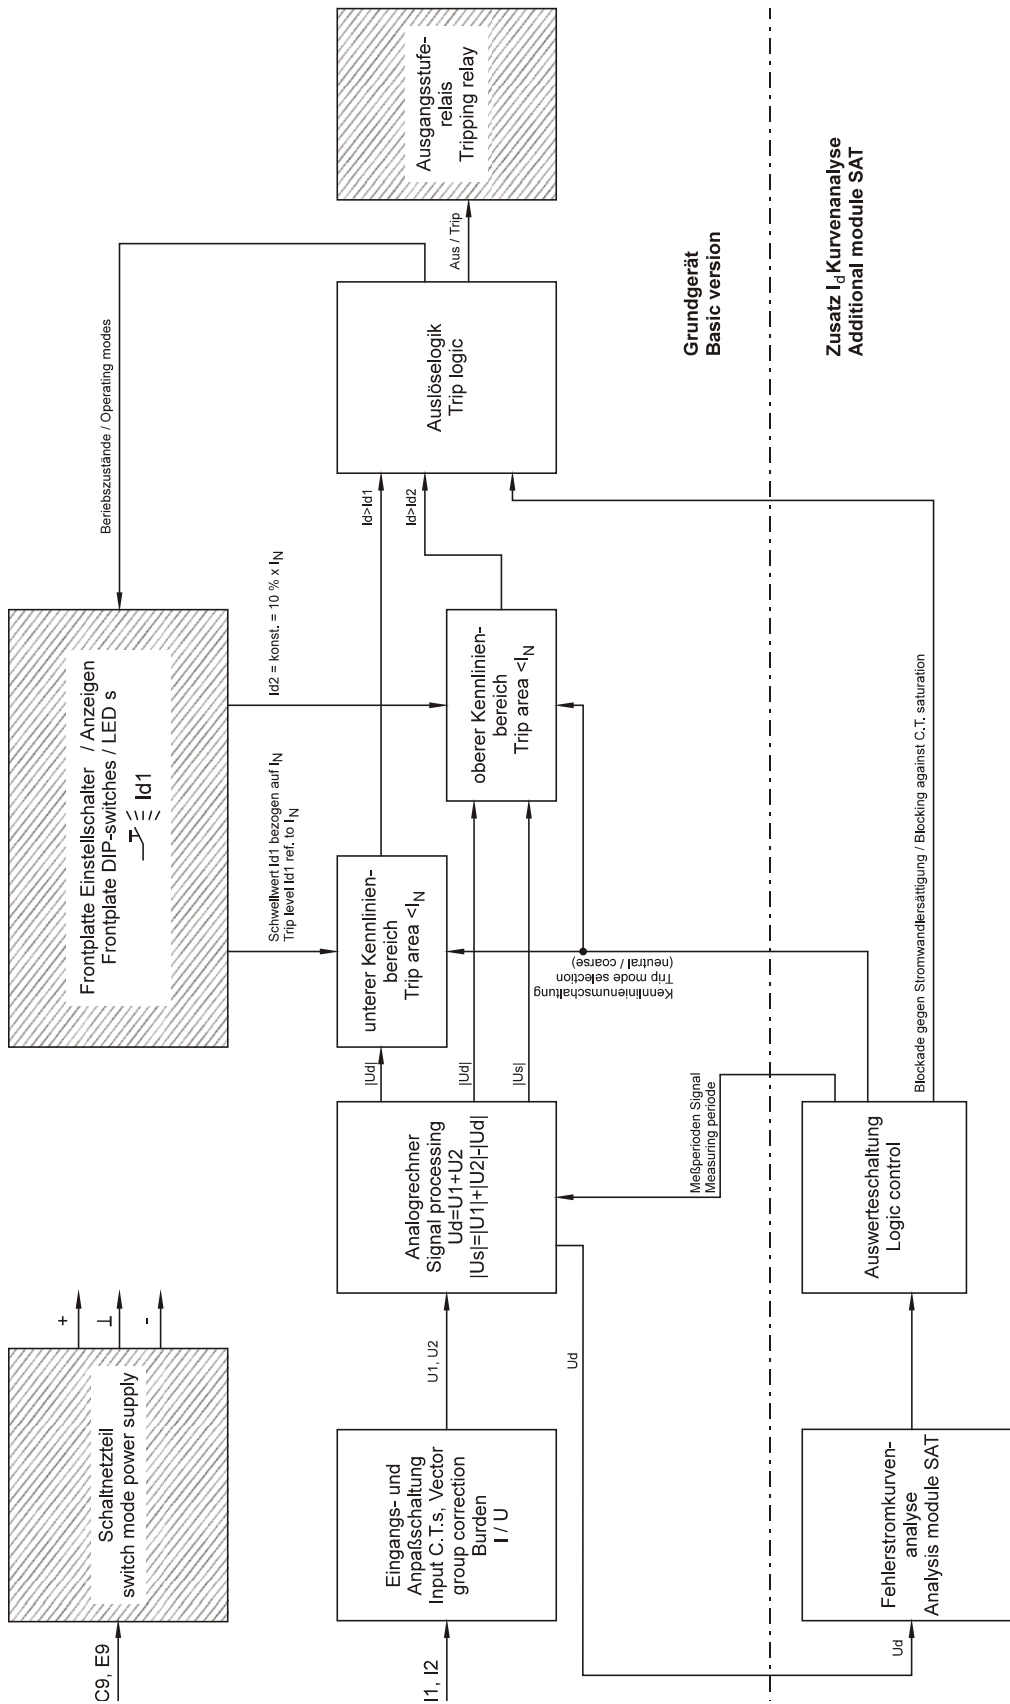 C9, E9
Schaltnetzteil
switch mode power supply
+
⊥
-
Frontplatte Einstellschalter / Anzeigen
Frontplate DIP-switches / LED s
Id1
Beriebszustände / Operating modes
Schwellwert Id1 bezogen auf IN
Trip level Id1 ref. to IN
Id2 = konst. = 10 % x IN
I1, I2
Eingangs- und
Anpaßschaltung
Input C.T.s, Vector
group correction
Burden
I / U
U1, U2
Analogrechner
Signal processing
Ud=U1+U2
|Us|=|U1|+|U2|-|Ud|
|Ud|
|Ud|
|Us|
unterer Kennlinien-
bereich
Trip area <IN
oberer Kennlinien-
bereich
Trip area <IN
Id>Id1
Id>Id2
Auslöselogik
Trip logic
Aus / Trip
Ausgangsstufe-
relais
Tripping relay
Kennlinienumschaltung
Trip mode selection
(neutral / coarse)
Ud
Meßperioden Signal
Measuring periode
Grundgerät
Basic version
Zusatz Id Kurvenanalyse
Additional module SAT
Ud
Fehlerstromkurven-
analyse
Analysis module SAT
Auswerteschaltung
Logic control
Blockade gegen Stromwandlersättigung / Blocking against C.T. saturation